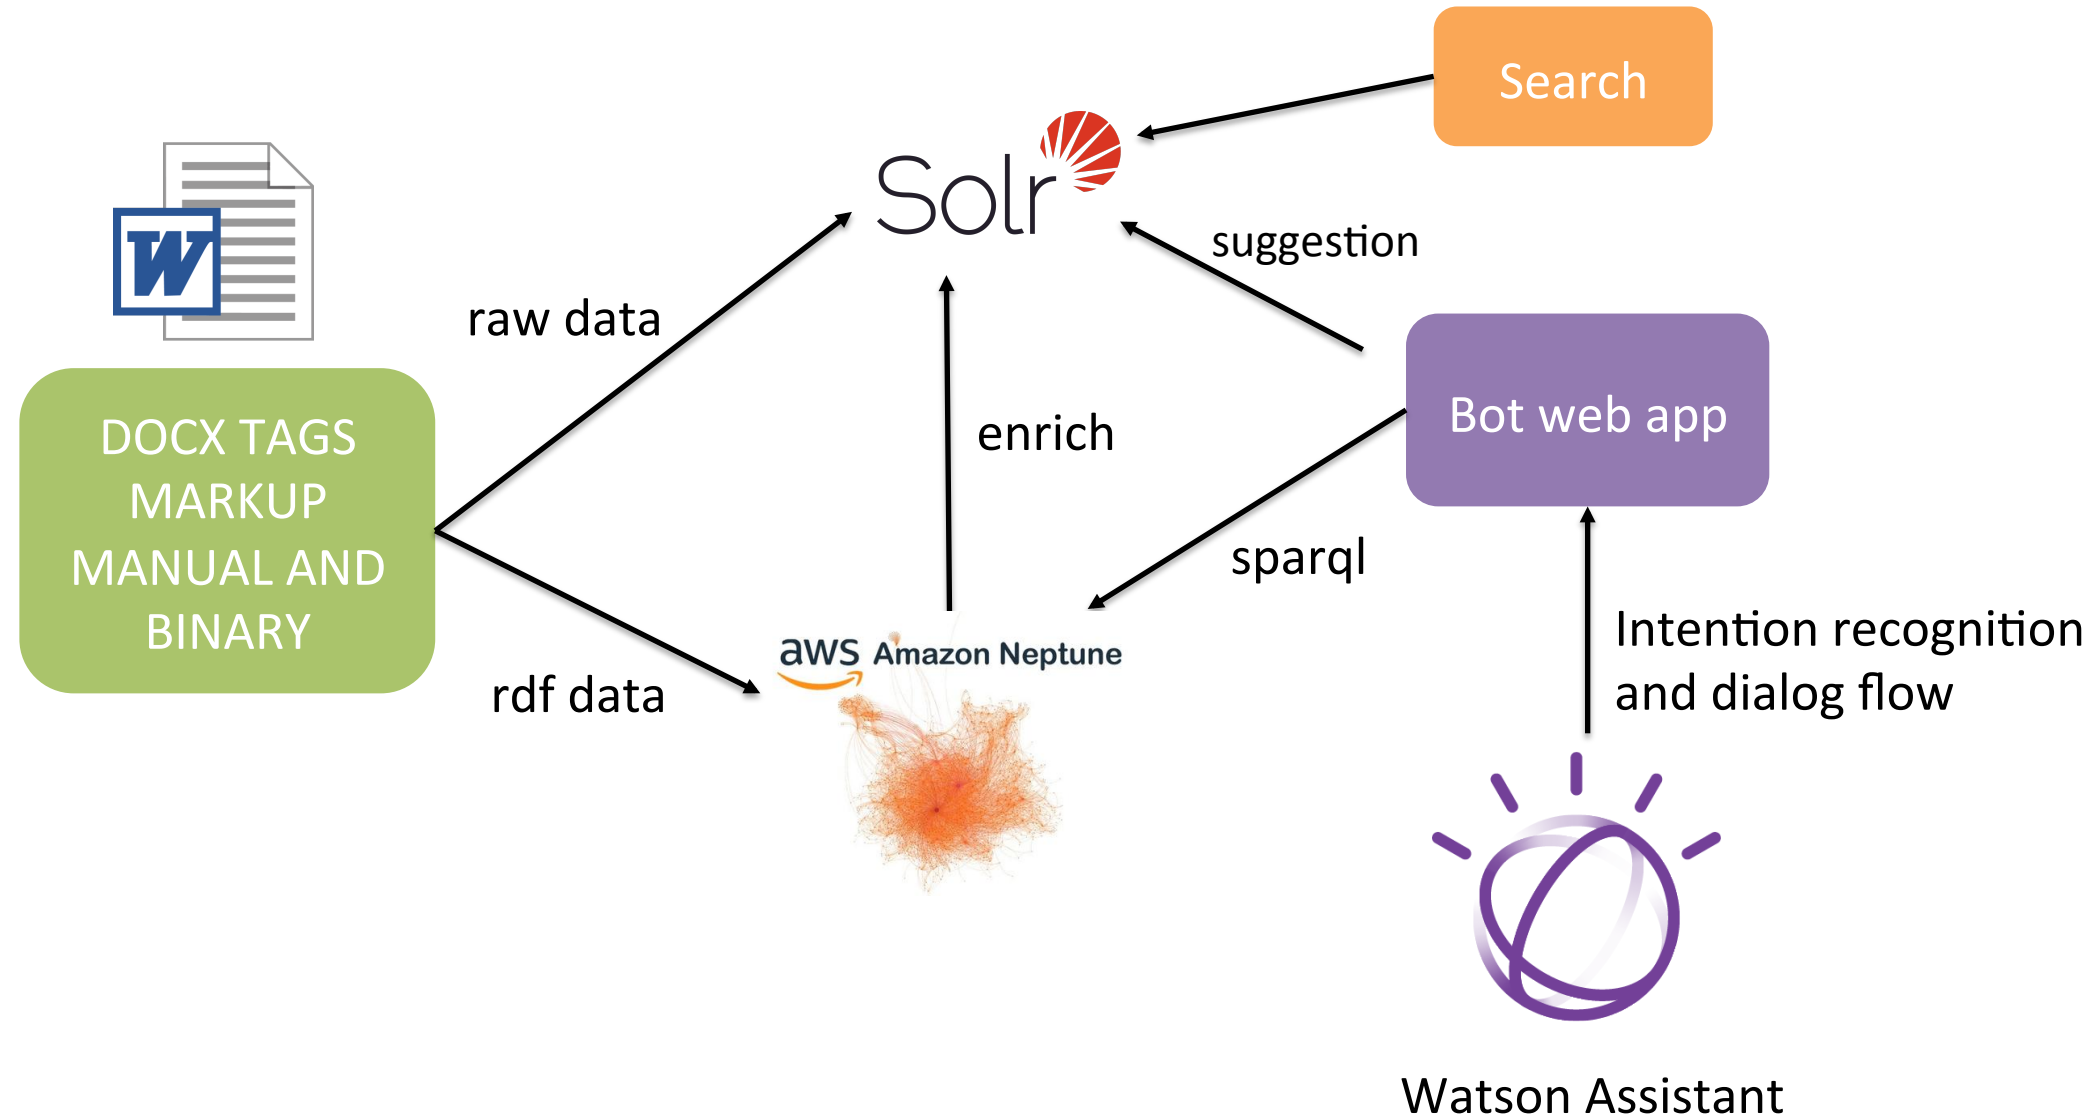 Search
Solr
suggestion
W
raw data
Bot web app
DOCX TAGS
MARKUP
MANUAL AND
BINARY
enrich
sparql
Intention recognition
and dialog flow
aws Amazon Neptune
rdf data
Watson Assistant